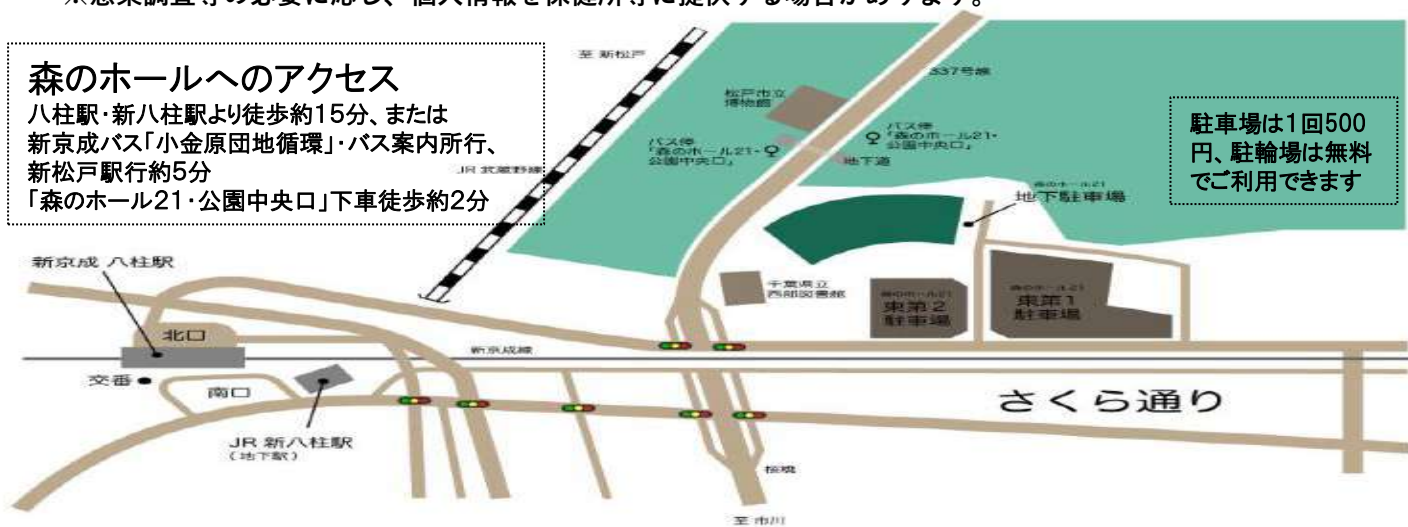 ※感染調査等の必要に応じ、個人情報を保健所等に提供する場合があります。
森のホールへのアクセス
八柱駅・新八柱駅より徒歩約15分、または
新京成バス「小金原団地循環」・バス案内所行、
新松戸駅行約5分
「森のホール21・公園中央口」下車徒歩約2分
至 新松戸
337号線
松戸市立
博物館
バス停
「森のホール21・
公園中央口」
バス停
「森のホール21・
公園中央口」
地下道
JR 武蔵野線
駐車場は1回500
円、駐輪場は無料
でご利用できます
森のホール21
地下駐車場
新京成 八柱駅
千葉県立
西部図書館
森のホール21
東第2
駐車場
森のホール21
東第1
駐車場
北口
新京成線
交番
南口
さくら通り
JR 新八柱駅
(地下駅)
桜橋
至 市川